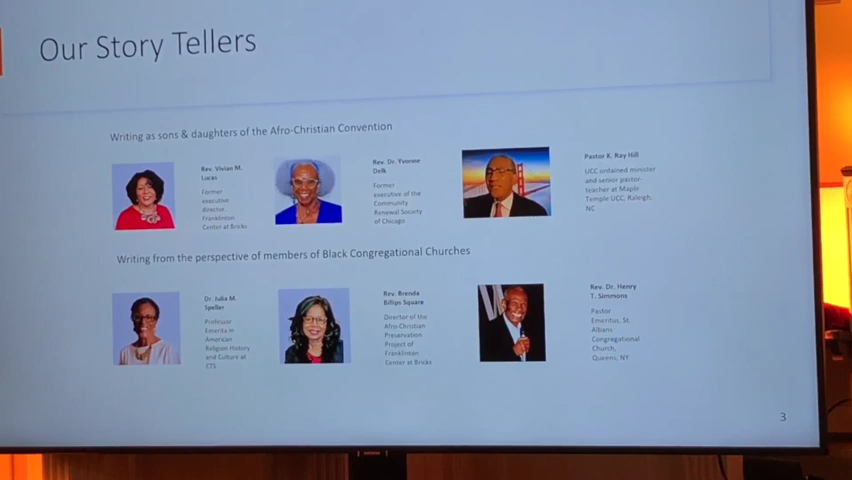 Our Story Tellers
Writing as sons & daughters of the Afro-Christian Convention
Rev. Vivian M.
Lucas
Former
executive
director,
Franklinton
Center at Bricks
Rev. Dr. Yvonne
Delk
Former
executive of the
Community
Renewal Society
of Chicago
Pastor K. Ray Hill
UCC ordained minister
and senior pastor-
teacher at Maple
Temple UCC, Raleigh,
NC
Writing from the perspective of members of Black Congregational Churches
Dr. Julia M.
Speller
Professor
Emerita in
American
Religion History
and Culture at
CTS
Rev. Brenda
Billips Square
Director of the
Afro-Christian
Preservation
Project of
Franklinton
Center at Bricks
Rev. Dr. Henry
T. Simmons
Pastor
Emeritus, St.
Albans
Congregational
Church,
Queens, NY
3